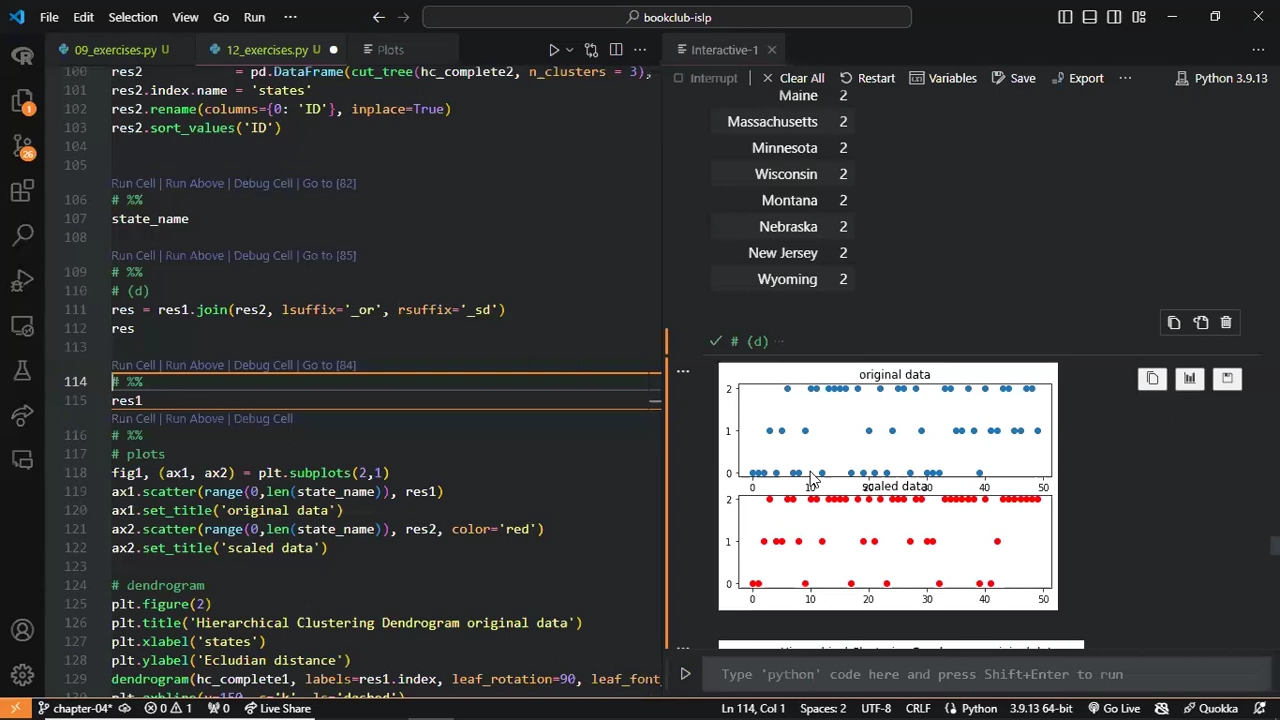 File Edit Selection View Go Run ··· bookclub-islp
09_exercises.py U 12_exercises.py U Plots Interactive-1
Interrupt Clear All Restart Variables Save Export ··· Python 3.9.13
100 res2 = pd.DataFrame(cut_tree(hc_complete2, n_clusters = 3),
101 res2.index.name = 'states'
102 res2.rename(columns={0: 'ID'}, inplace=True)
103 res2.sort_values('ID')
104
105
Run Cell | Run Above | Debug Cell | Go to [82]
106 # %%
107 state_name
108
Run Cell | Run Above | Debug Cell | Go to [85]
109 # %%
110 # (d)
111 res = res1.join(res2, lsuffix='_or', rsuffix='_sd')
112 res
113
Run Cell | Run Above | Debug Cell | Go to [84]
114 # %%
115 res1
Run Cell | Run Above | Debug Cell
116 # %%
117 # plots
118 fig1, (ax1, ax2) = plt.subplots(2,1)
119 ax1.scatter(range(0,len(state_name)), res1)
120 ax1.set_title('original data')
121 ax2.scatter(range(0,len(state_name)), res2, color='red')
122 ax2.set_title('scaled data')
123
124 # dendrogram
125 plt.figure(2)
126 plt.title('Hierarchical Clustering Dendrogram original data')
127 plt.xlabel('states')
128 plt.ylabel('Ecludian distance')
129 dendrogram(hc_complete1, labels=res1.index, leaf_rotation=90, leaf_font
Maine 2
Massachusetts 2
Minnesota 2
Wisconsin 2
Montana 2
Nebraska 2
New Jersey 2
Wyoming 2
# (d) ···
original data
2
1
0
0 10 20 30 40 50
scaled data
2
1
0
0 10 20 30 40 50
Type 'python' code here and press Shift+Enter to run
chapter-04* 0 1 0 Live Share Ln 114, Col 1 Spaces: 2 UTF-8 CRLF Python 3.9.13 64-bit Go Live Quokka
1
26